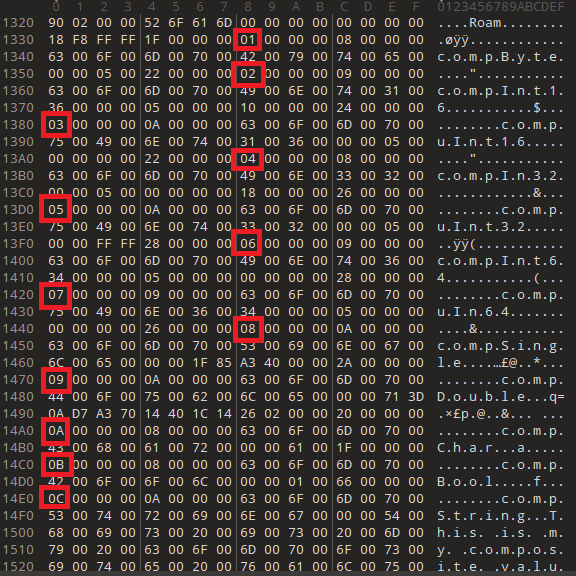 0 1 2 3 4 5 6 7 8 9 A B C D E F 0123456789ABCDEF
1320 90 02 00 00 52 6F 61 6D 00 00 00 00 00 00 00 00 ....Roam........
1330 18 F8 FF FF 1F 00 00 00 01 00 00 00 08 00 00 00 .øÿÿ............
1340 63 00 6F 00 6D 00 70 00 42 00 79 00 74 00 65 00 c.o.m.p.B.y.t.e.
1350 00 00 00 05 22 00 00 00 02 00 00 00 09 00 00 00 ...."...........
1360 63 00 6F 00 6D 00 70 00 49 00 6E 00 74 00 31 00 c.o.m.p.I.n.t.1.
1370 36 00 00 00 05 00 00 00 10 00 00 00 24 00 00 00 6...........$...
1380 03 00 00 00 0A 00 00 00 63 00 6F 00 6D 00 70 00 ........c.o.m.p.
1390 75 00 49 00 6E 00 74 00 31 00 36 00 00 00 00 05 u.I.n.t.1.6.....
13A0 00 00 00 00 22 00 00 00 04 00 00 00 08 00 00 00 ...."...........
13B0 63 00 6F 00 6D 00 70 00 49 00 6E 00 33 00 32 00 c.o.m.p.I.n.3.2.
13C0 00 00 00 05 00 00 00 00 18 00 00 00 26 00 00 00 ............&...
13D0 05 00 00 00 0A 00 00 00 63 00 6F 00 6D 00 70 00 ........c.o.m.p.
13E0 75 00 49 00 6E 00 74 00 33 00 32 00 00 00 00 05 u.I.n.t.3.2.....
13F0 00 00 FF FF 28 00 00 00 06 00 00 00 09 00 00 00 ..ÿÿ(...........
1400 63 00 6F 00 6D 00 70 00 49 00 6E 00 74 00 36 00 c.o.m.p.I.n.t.6.
1410 34 00 00 00 05 00 00 00 00 00 00 00 28 00 00 00 4...........(...
1420 07 00 00 00 09 00 00 00 63 00 6F 00 6D 00 70 00 ........c.o.m.p.
1430 75 00 49 00 6E 00 36 00 34 00 00 00 05 00 00 00 u.I.n.6.4.......
1440 00 00 00 00 26 00 00 00 08 00 00 00 0A 00 00 00 ....&...........
1450 63 00 6F 00 6D 00 70 00 53 00 69 00 6E 00 67 00 c.o.m.p.S.i.n.g.
1460 6C 00 65 00 00 00 1F 85 A3 40 00 00 2A 00 00 00 l.e....…£@..*...
1470 09 00 00 00 0A 00 00 00 63 00 6F 00 6D 00 70 00 ........c.o.m.p.
1480 44 00 6F 00 75 00 62 00 6C 00 65 00 00 00 71 3D D.o.u.b.l.e...q=
1490 0A D7 A3 70 14 40 1C 14 26 02 00 00 20 00 00 00 .×£p.@..&... ...
14A0 0A 00 00 00 08 00 00 00 63 00 6F 00 6D 00 70 00 ........c.o.m.p.
14B0 43 00 68 00 61 00 72 00 00 00 61 00 1F 00 00 00 C.h.a.r...a.....
14C0 0B 00 00 00 08 00 00 00 63 00 6F 00 6D 00 70 00 ........c.o.m.p.
14D0 42 00 6F 00 6F 00 6C 00 00 00 01 00 66 00 00 00 B.o.o.l.....f...
14E0 0C 00 00 00 0A 00 00 00 63 00 6F 00 6D 00 70 00 ........c.o.m.p.
14F0 53 00 74 00 72 00 69 00 6E 00 67 00 00 00 54 00 S.t.r.i.n.g...T.
1500 68 00 69 00 73 00 20 00 69 00 73 00 20 00 6D 00 h.i.s. .i.s. .m.
1510 79 00 20 00 63 00 6F 00 6D 00 70 00 6F 00 73 00 y. .c.o.m.p.o.s.
1520 69 00 74 00 65 00 20 00 76 00 61 00 6C 00 75 00 i.t.e. .v.a.l.u.